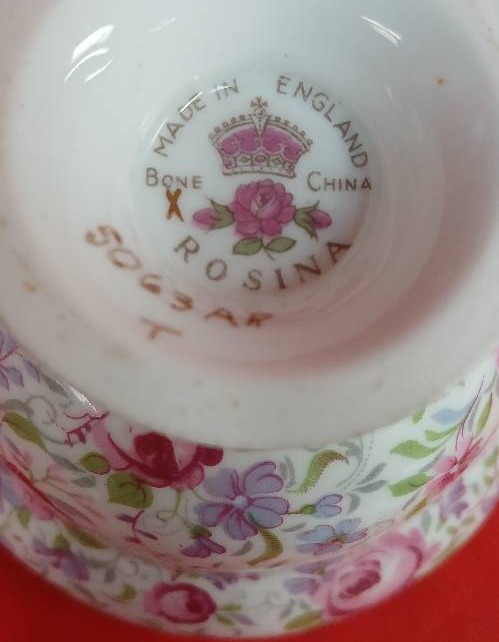 MADE IN ENGLAND
BONE CHINA
X
ROSINA
5063AR
T